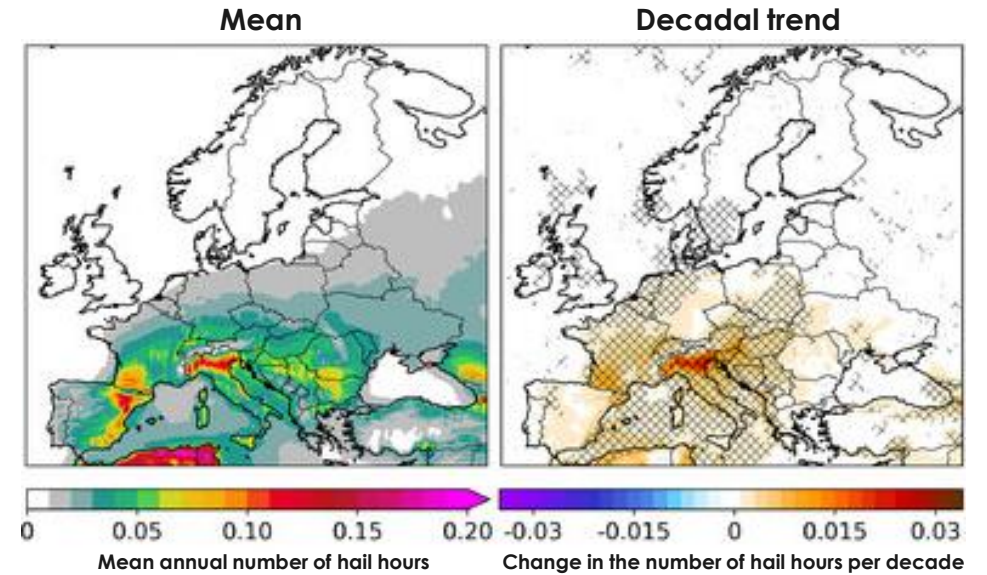 Mean
Decadal trend
0 0.05 0.10 0.15 0.20
-0.03 -0.015 0 0.015 0.03
Mean annual number of hail hours
Change in the number of hail hours per decade